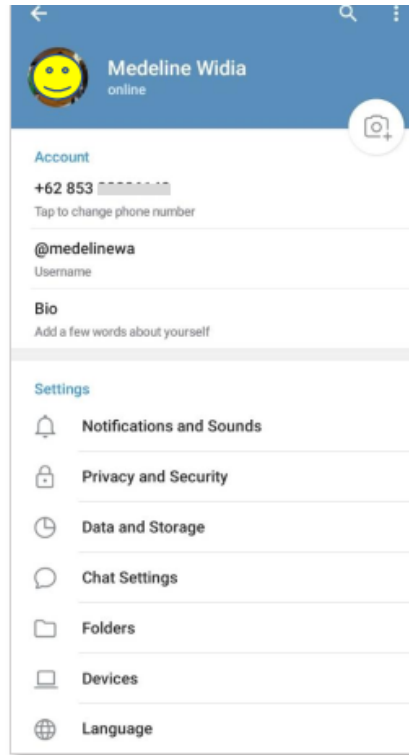 Medeline Widia
online
Account
+62 853
Tap to change phone number
@medelinewa
Username
Bio
Add a few words about yourself
Settings
Notifications and Sounds
Privacy and Security
Data and Storage
Chat Settings
Folders
Devices
Language